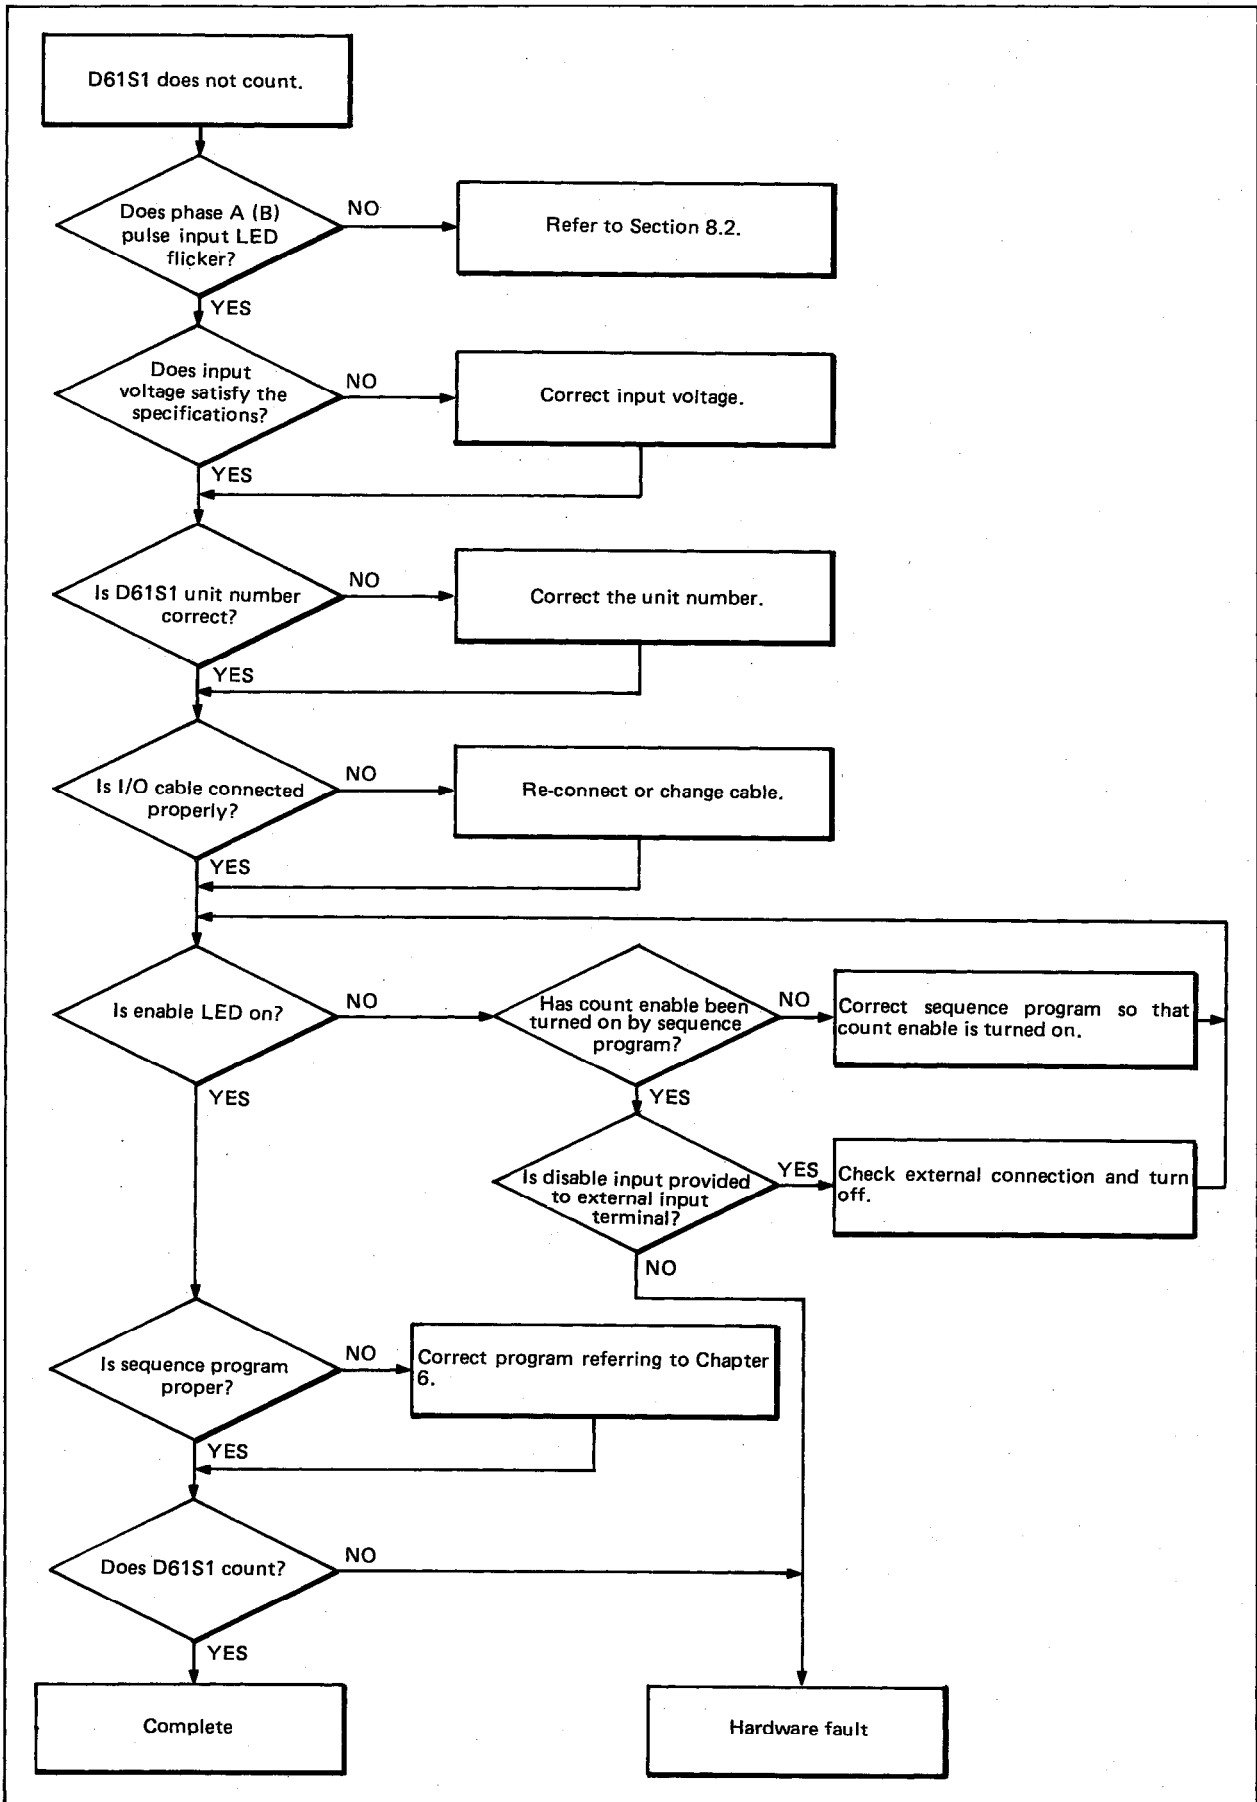 D61S1 does not count.
Does phase A (B)
pulse input LED
flicker?
NO
Refer to Section 8.2.
YES
Does input
voltage satisfy the
specifications?
NO
Correct input voltage.
YES
Is D61S1 unit number
correct?
NO
Correct the unit number.
YES
Is I/O cable connected
properly?
NO
Re-connect or change cable.
YES
Is enable LED on?
NO
Has count enable been
turned on by sequence
program?
NO
Correct sequence program so that
count enable is turned on.
YES
YES
Is disable input provided
to external input
terminal?
YES
Check external connection and turn
off.
NO
Is sequence program
proper?
NO
Correct program referring to Chapter
6.
YES
Does D61S1 count?
NO
YES
Complete
Hardware fault